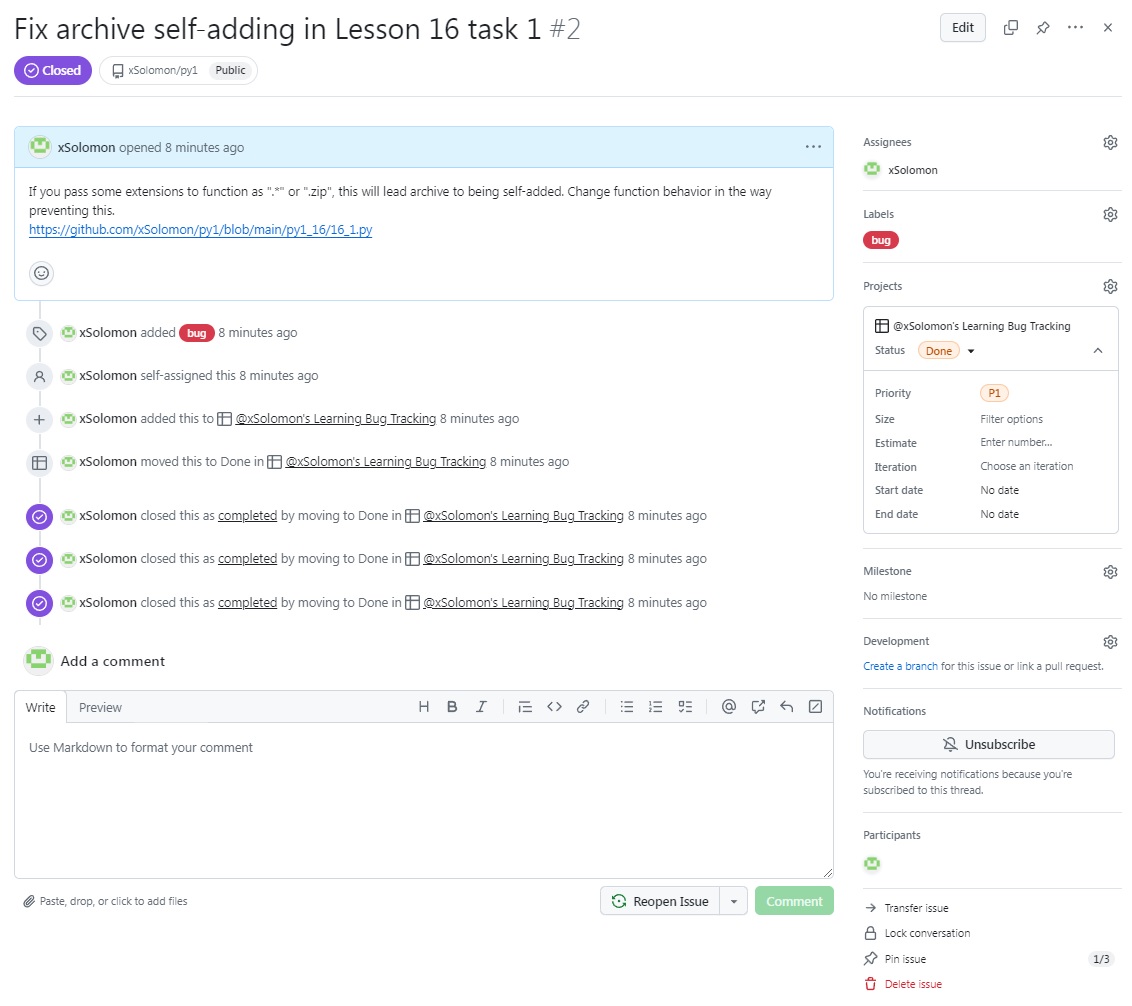 Fix archive self-adding in Lesson 16 task 1 #2
Edit
Closed
xSolomon/py1 Public
xSolomon opened 8 minutes ago
If you pass some extensions to function as ".*" or ".zip", this will lead archive to being self-added. Change function behavior in the way
preventing this.
https://github.com/xSolomon/py1/blob/main/py1_16/16_1.py
xSolomon added bug 8 minutes ago
xSolomon self-assigned this 8 minutes ago
xSolomon added this to @xSolomon's Learning Bug Tracking 8 minutes ago
xSolomon moved this to Done in @xSolomon's Learning Bug Tracking 8 minutes ago
xSolomon closed this as completed by moving to Done in @xSolomon's Learning Bug Tracking 8 minutes ago
xSolomon closed this as completed by moving to Done in @xSolomon's Learning Bug Tracking 8 minutes ago
xSolomon closed this as completed by moving to Done in @xSolomon's Learning Bug Tracking 8 minutes ago
Add a comment
Write Preview
H B I
Use Markdown to format your comment
Paste, drop, or click to add files
Reopen Issue
Comment
Assignees
xSolomon
Labels
bug
Projects
@xSolomon's Learning Bug Tracking
Status Done
Priority P1
Size Filter options
Estimate Enter number...
Iteration Choose an iteration
Start date No date
End date No date
Milestone
No milestone
Development
Create a branch for this issue or link a pull request.
Notifications
Unsubscribe
You're receiving notifications because you're
subscribed to this thread.
Participants
Transfer issue
Lock conversation
Pin issue 1/3
Delete issue